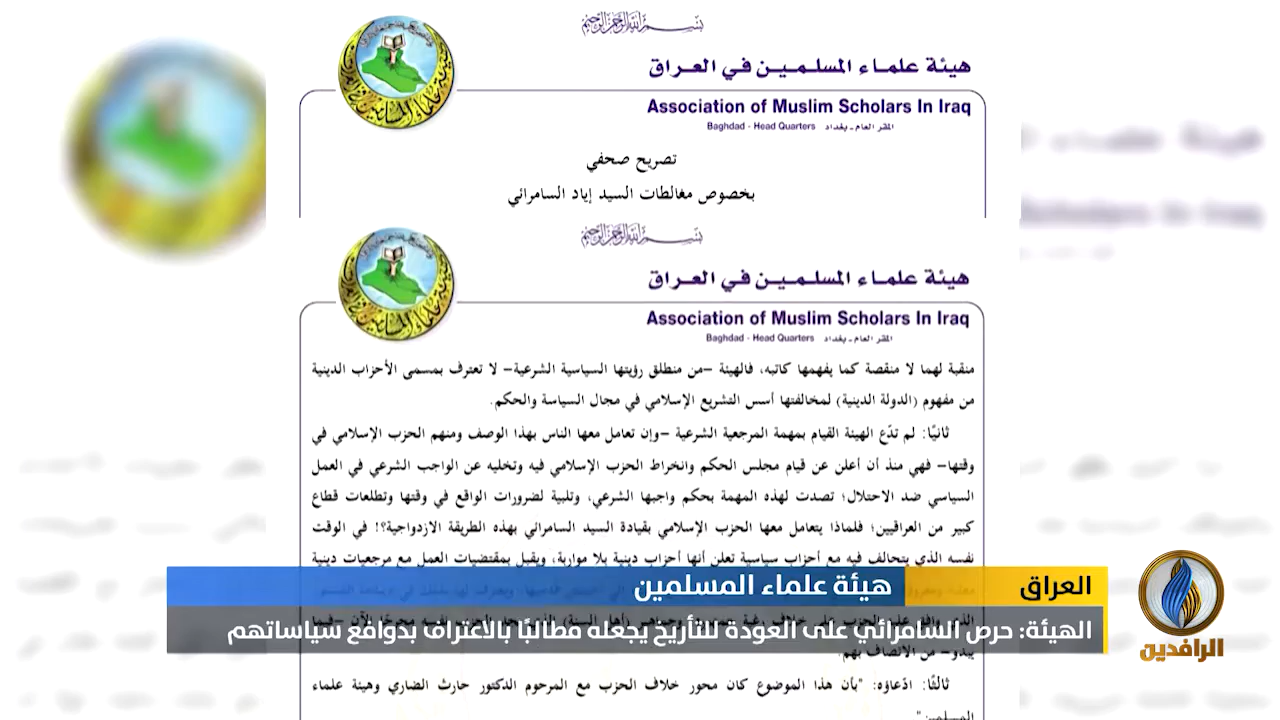 بسم الله الرحمن الرحيم
هيئة علماء المسلمين في العراق
Association of Muslim Scholars In Iraq
Baghdad - Head Quarters المقر العام - بغداد
تصريح صحفي
بخصوص مغالطات السيد إياد السامرائي
بسم الله الرحمن الرحيم
هيئة علماء المسلمين في العراق
Association of Muslim Scholars In Iraq
Baghdad - Head Quarters المقر العام - بغداد
منقبة لهما لا منقصة كما يفهمها كاتبه، فالهيئة -من منطلق رؤيتها السياسية الشرعية- لا تعترف بمسمى الأحزاب الدينية
من مفهوم (الدولة الدينية) لمخالفتها أسس التشريع الإسلامي في مجال السياسة والحكم.
ثانيًا: لم تدّع الهيئة القيام بمهمة المرجعية الشرعية -وإن تعامل معها الناس بهذا الوصف ومنهم الحزب الإسلامي في
وقتها- فهي منذ أن أعلن عن قيام مجلس الحكم وانخراط الحزب الإسلامي فيه وتخليه عن الواجب الشرعي في العمل
السياسي ضد الاحتلال؛ تصدت لهذه المهمة بحكم واجبها الشرعي، وتلبية لضرورات الواقع في وقتها وتطلعات قطاع
كبير من العراقيين؛ فلماذا يتعامل معها الحزب الإسلامي بقيادة السيد السامرائي بهذه الطريقة الازدواجية؟! في الوقت
نفسه الذي يتحالف فيه مع أحزاب سياسية تعلن أنها أحزاب دينية بلا مواربة، ويقبل بمقتضيات العمل مع مرجعيات دينية
العراق
هيئة علماء المسلمين
الهيئة: حرص السامرائي على العودة للتأريخ يجعله مطالبًا بالاعتراف بدوافع سياساتهم
يبدو- من الانصاف بهم.
ثالثًا: ادّعاؤه: "بأن هذا الموضوع كان محور خلاف الحزب مع المرحوم الدكتور حارث الضاري وهيئة علماء
المسلمين"
الرافدين